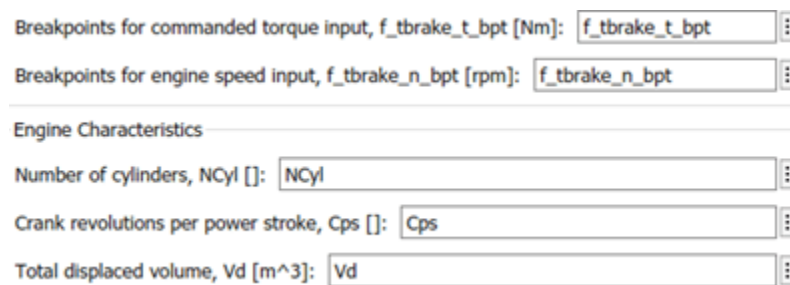 Breakpoints for commanded torque input, f_tbrake_t_bpt [Nm]: f_tbrake_t_bpt
Breakpoints for engine speed input, f_tbrake_n_bpt [rpm]: f_tbrake_n_bpt
Engine Characteristics
Number of cylinders, NCyl []: NCyl
Crank revolutions per power stroke, Cps []: Cps
Total displaced volume, Vd [m^3]: Vd